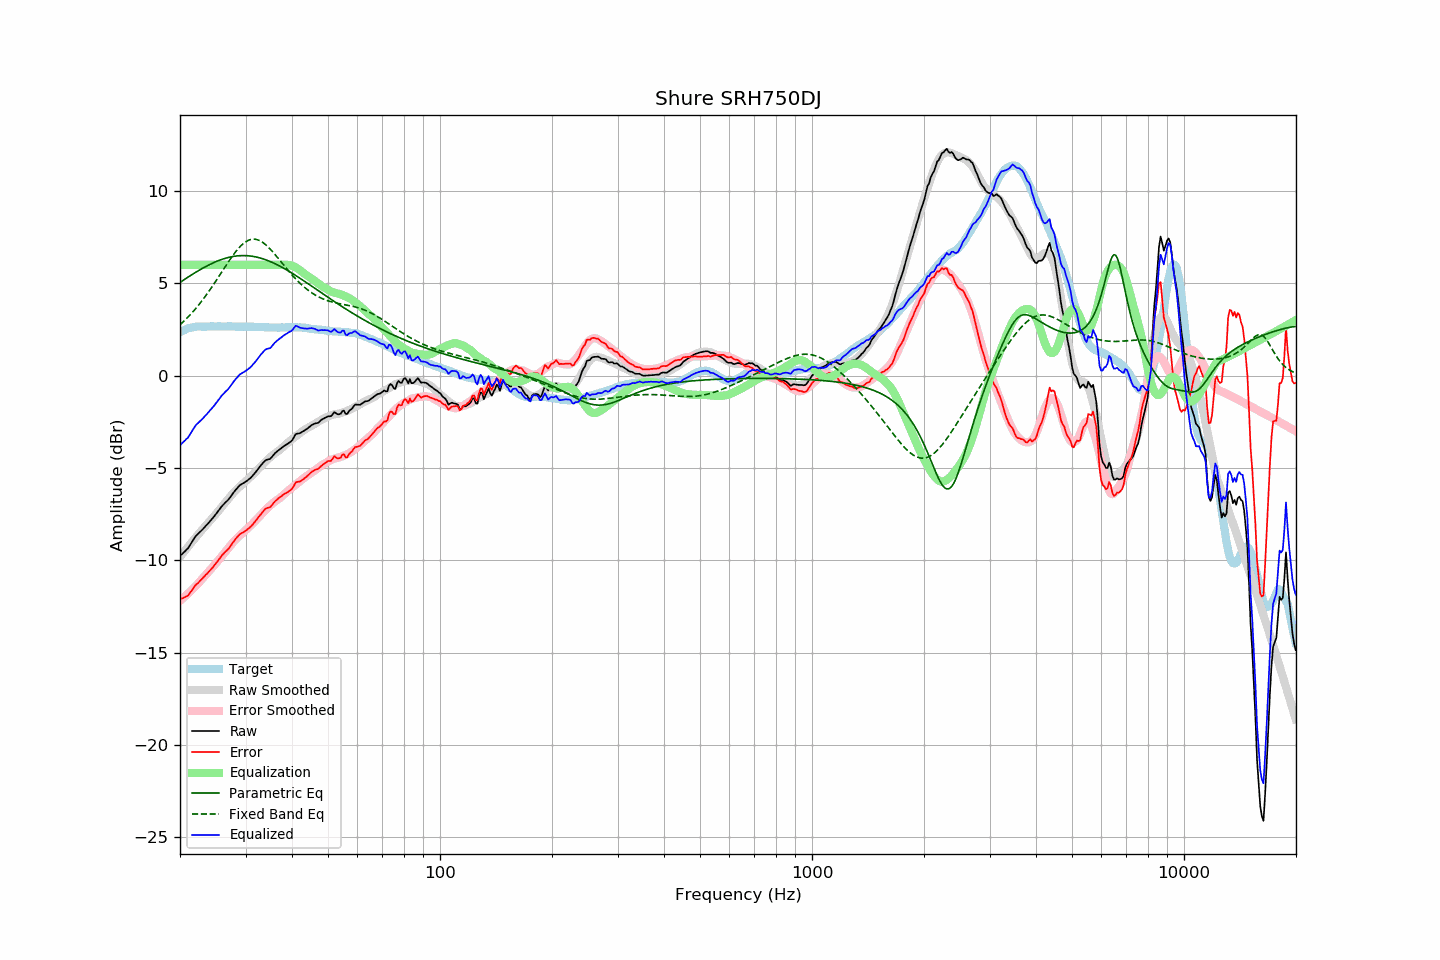 Shure SRH750DJ
Amplitude (dBr)
10
5
0
−5
−10
−15
−20
−25
Target
Raw Smoothed
Error Smoothed
Raw
Error
Equalization
Parametric Eq
Fixed Band Eq
Equalized
100
1000
10000
Frequency (Hz)